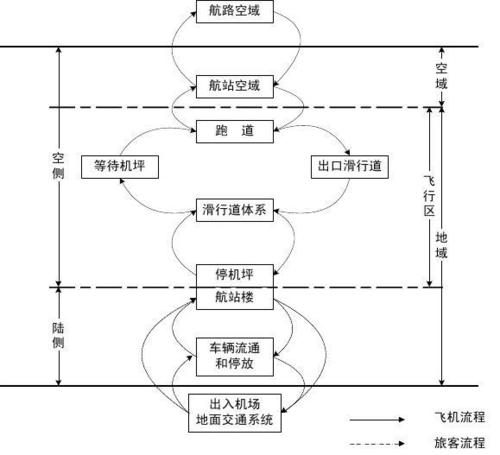 航路空域
航站空域
空域
跑　道
等待机坪
出口滑行道
空侧
飞行区
地域
滑行道体系
停机坪
航站楼
陆侧
车辆流通
和停放
出入机场
地面交通系统
飞机流程
旅客流程